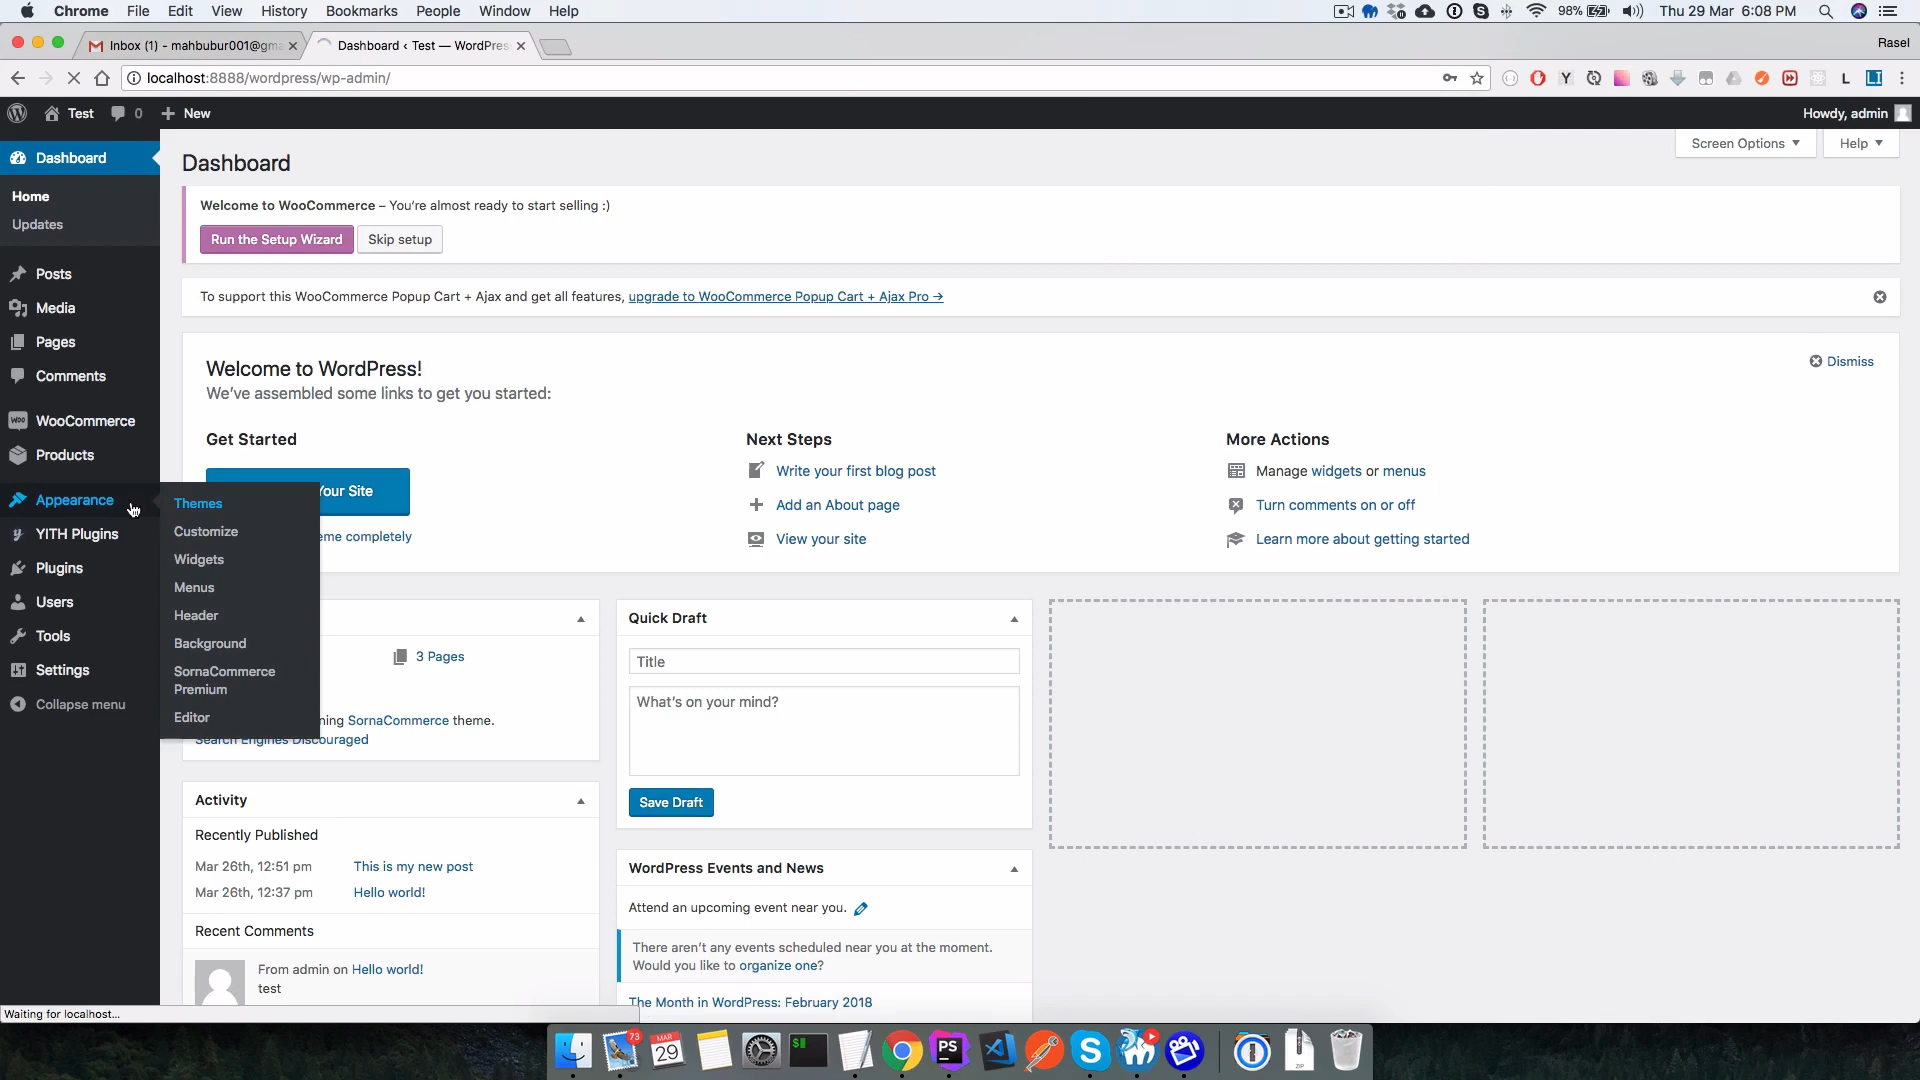 Chrome File Edit View History Bookmarks People Window Help 98% Thu 29 Mar 6:08 PM
Inbox (1) - mahbubur001@gma
Dashboard ‹ Test — WordPres
Rasel
localhost:8888/wordpress/wp-admin/
Test 0 New
Howdy, admin
Dashboard
Home
Updates
Posts
Media
Pages
Comments
WooCommerce
Products
Appearance
YITH Plugins
Plugins
Users
Tools
Settings
Collapse menu
Themes
Customize
Widgets
Menus
Header
Background
SornaCommerce
Premium
Editor
Dashboard
Screen Options
Help
Welcome to WooCommerce – You're almost ready to start selling :)
Run the Setup Wizard
Skip setup
To support this WooCommerce Popup Cart + Ajax and get all features, upgrade to WooCommerce Popup Cart + Ajax Pro →
Welcome to WordPress!
Dismiss
We've assembled some links to get you started:
Get Started
Your Site
eme completely
Next Steps
Write your first blog post
Add an About page
View your site
More Actions
Manage widgets or menus
Turn comments on or off
Learn more about getting started
3 Pages
ning SornaCommerce theme.
Search Engines Discouraged
Activity
Recently Published
Mar 26th, 12:51 pm This is my new post
Mar 26th, 12:37 pm Hello world!
Recent Comments
From admin on Hello world!
test
Quick Draft
Title
What's on your mind?
Save Draft
WordPress Events and News
Attend an upcoming event near you.
There aren't any events scheduled near you at the moment.
Would you like to organize one?
The Month in WordPress: February 2018
Waiting for localhost...
73
MAR
29
PS
ZIP